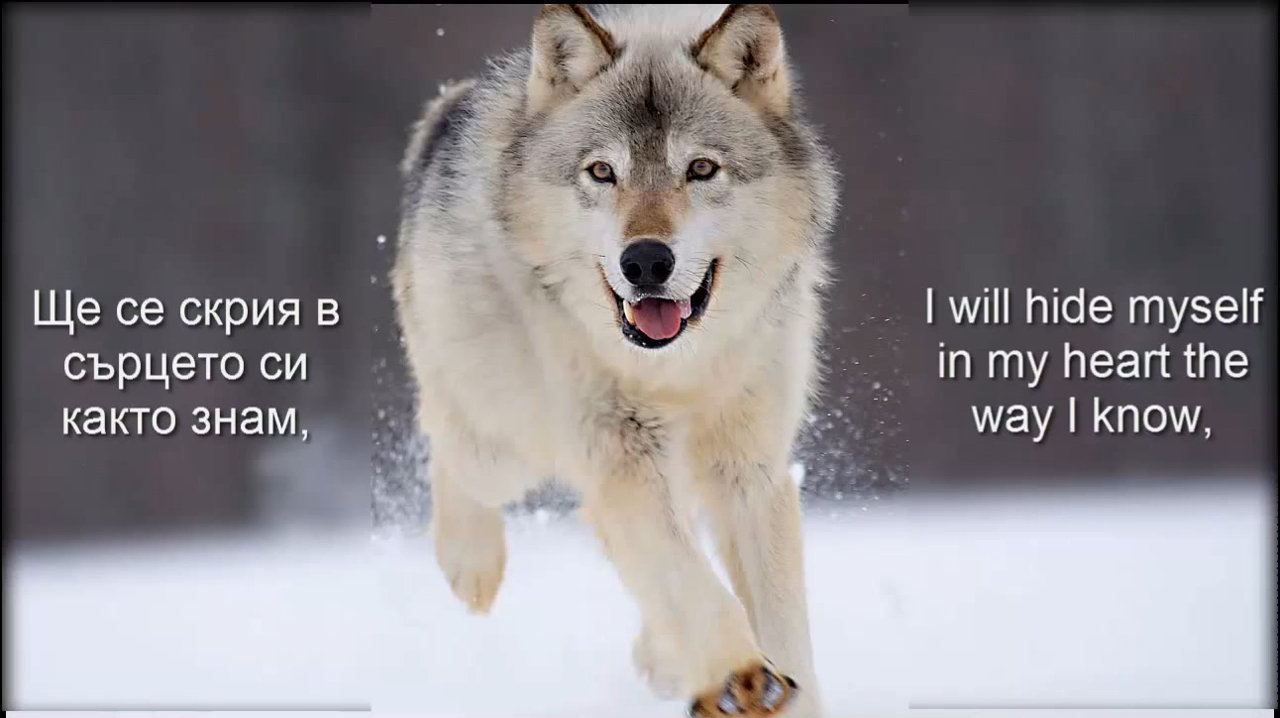 Ще се скрия в
сърцето си
както знам,
I will hide myself
in my heart the
way I know,